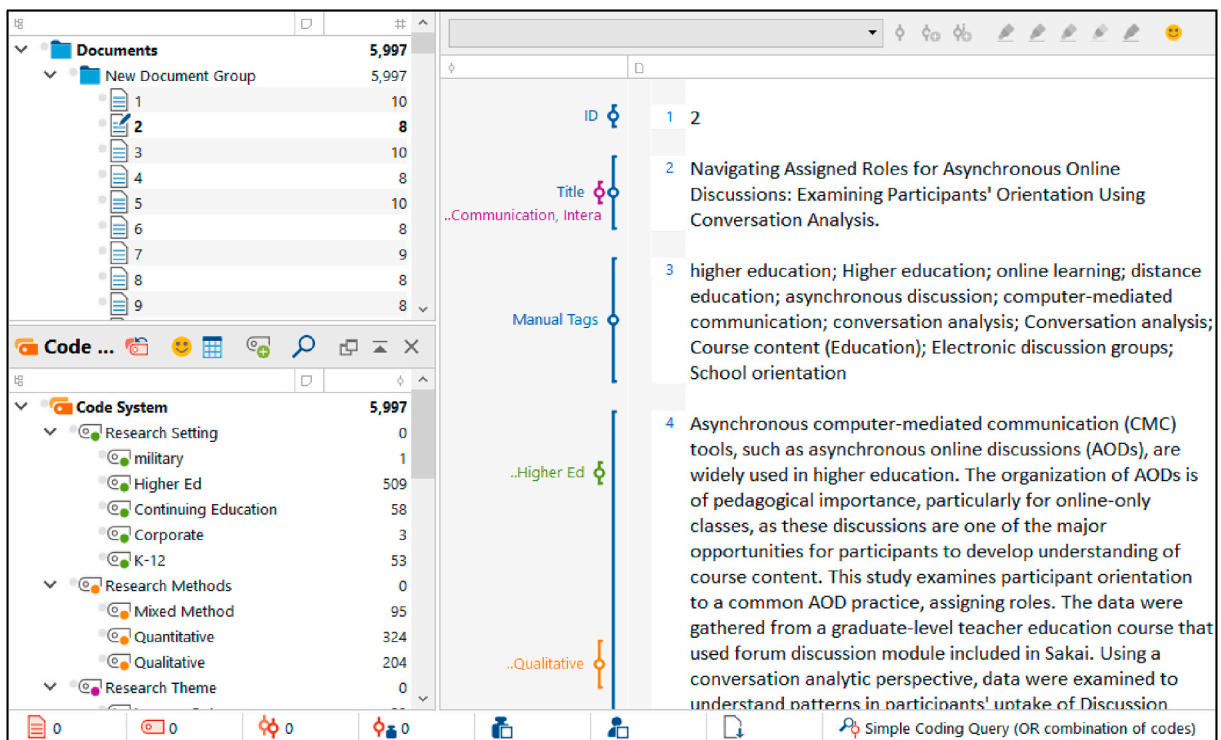 Documents 5,997
New Document Group 5,997
1 10
2 8
3 10
4 8
5 10
6 8
7 9
8 8
9 8
Code ...
Code System 5,997
Research Setting 0
military 1
Higher Ed 509
Continuing Education 58
Corporate 3
K-12 53
Research Methods 0
Mixed Method 95
Quantitative 324
Qualitative 204
Research Theme 0
ID
Title
..Communication, Intera
Manual Tags
..Higher Ed
..Qualitative
1 2
2 Navigating Assigned Roles for Asynchronous Online
Discussions: Examining Participants' Orientation Using
Conversation Analysis.
3 higher education; Higher education; online learning; distance
education; asynchronous discussion; computer-mediated
communication; conversation analysis; Conversation analysis;
Course content (Education); Electronic discussion groups;
School orientation
4 Asynchronous computer-mediated communication (CMC)
tools, such as asynchronous online discussions (AODs), are
widely used in higher education. The organization of AODs is
of pedagogical importance, particularly for online-only
classes, as these discussions are one of the major
opportunities for participants to develop understanding of
course content. This study examines participant orientation
to a common AOD practice, assigning roles. The data were
gathered from a graduate-level teacher education course that
used forum discussion module included in Sakai. Using a
conversation analytic perspective, data were examined to
understand patterns in participants' uptake of Discussion
0
0
0
0
Simple Coding Query (OR combination of codes)